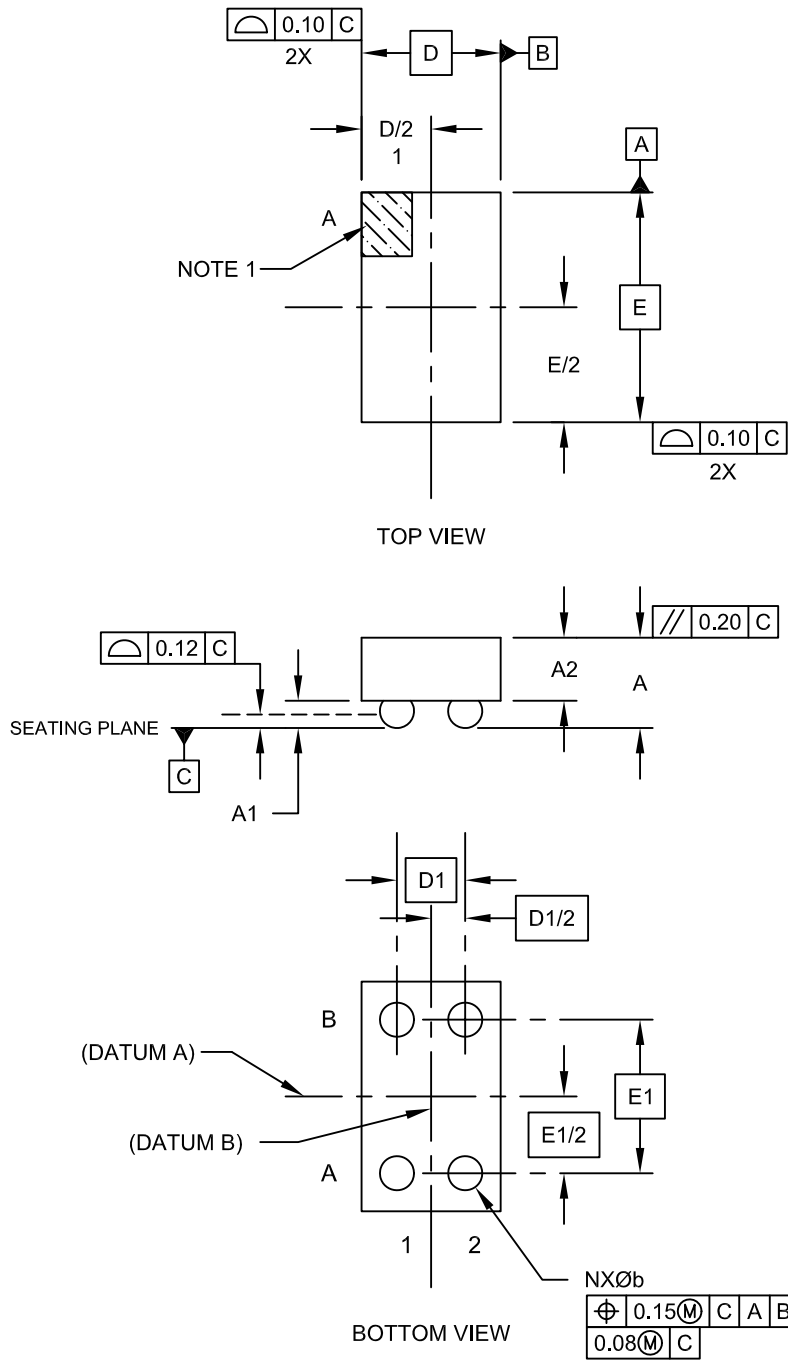 0.10 C
2X
D
B
D/2
1
A
A
NOTE 1
E
E/2
0.10 C
2X
TOP VIEW
0.12 C
// 0.20 C
A2
A
SEATING PLANE
C
A1
D1
D1/2
B
(DATUM A)
E1
(DATUM B)
E1/2
A
1 2
NXØb
⌖ 0.15Ⓜ C A B
0.08Ⓜ C
BOTTOM VIEW